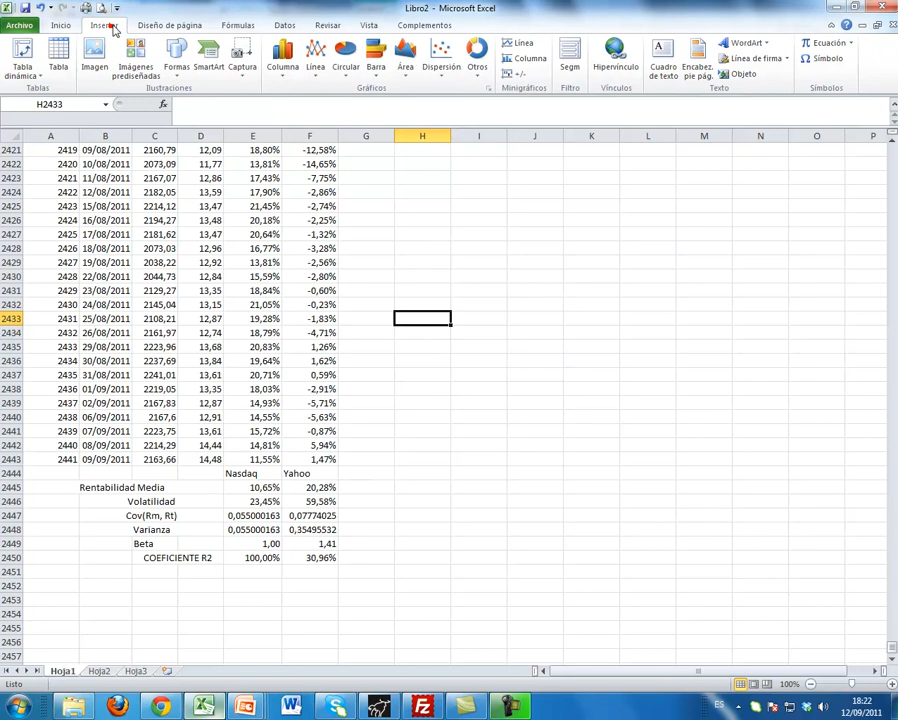 Libro2 - Microsoft Excel
Archivo Inicio Insertar Diseño de página Fórmulas Datos Revisar Vista Complementos
Tabla dinámica Tabla Imagen Imágenes prediseñadas Formas SmartArt Captura Columna Línea Circular Barra Área Dispersión Otros Línea Columna +/- Segm Hipervínculo Cuadro de texto Encabez. pie pág. WordArt Línea de firma Objeto Ecuación Símbolo
Tablas Ilustraciones Gráficos Minigráficos Filtro Vínculos Texto Símbolos
H2433 fx
A B C D E F G H I J K L M N O P
2421 2419 09/08/2011 2160,79 12,09 18,80% -12,58%
2422 2420 10/08/2011 2073,09 11,77 13,81% -14,65%
2423 2421 11/08/2011 2167,07 12,86 17,43% -7,75%
2424 2422 12/08/2011 2182,05 13,59 17,90% -2,86%
2425 2423 15/08/2011 2214,12 13,47 21,45% -2,74%
2426 2424 16/08/2011 2194,27 13,48 20,18% -2,25%
2427 2425 17/08/2011 2181,62 13,47 20,64% -1,32%
2428 2426 18/08/2011 2073,03 12,96 16,77% -3,28%
2429 2427 19/08/2011 2038,22 12,92 13,81% -2,56%
2430 2428 22/08/2011 2044,73 12,84 15,59% -2,80%
2431 2429 23/08/2011 2129,27 13,31 18,84% -0,60%
2432 2430 24/08/2011 2145,04 13,15 21,05% -0,23%
2433 2431 25/08/2011 2108,21 12,87 19,28% -1,83%
2434 2432 26/08/2011 2161,97 12,74 18,79% -4,71%
2435 2433 29/08/2011 2223,96 13,68 20,83% 1,26%
2436 2434 30/08/2011 2237,69 13,84 19,64% 1,62%
2437 2435 31/08/2011 2241,01 13,61 20,71% 0,59%
2438 2436 01/09/2011 2219,05 13,35 18,03% -2,91%
2439 2437 02/09/2011 2167,83 12,87 14,93% -5,71%
2440 2438 06/09/2011 2167,6 12,91 14,55% -5,63%
2441 2439 07/09/2011 2223,75 13,61 15,72% -0,87%
2442 2440 08/09/2011 2214,29 14,44 14,81% 5,94%
2443 2441 09/09/2011 2163,66 14,48 11,55% 1,47%
2444 Nasdaq Yahoo
2445 Rentabilidad Media 10,65% 20,28%
2446 Volatilidad 23,45% 59,58%
2447 Cov(Rm, Rt) 0,055000163 0,07774025
2448 Varianza 0,055000163 0,35495532
2449 Beta 1,00 1,41
2450 COEFICIENTE R2 100,00% 30,96%
2451
2452
2453
2454
2455
2456
2457
Hoja1 Hoja2 Hoja3
Listo 100%
ES 18:22
12/09/2011